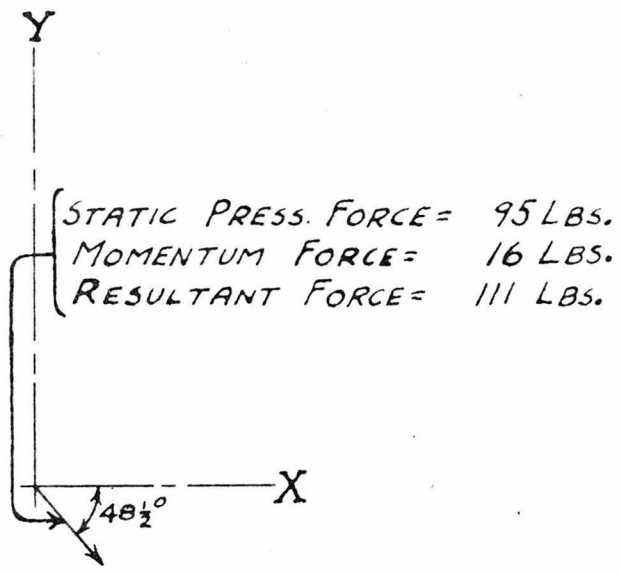 Y
STATIC PRESS. FORCE= 95 LBS.
MOMENTUM FORCE= 16 LBS.
RESULTANT FORCE= 111 LBS.
X
48½°